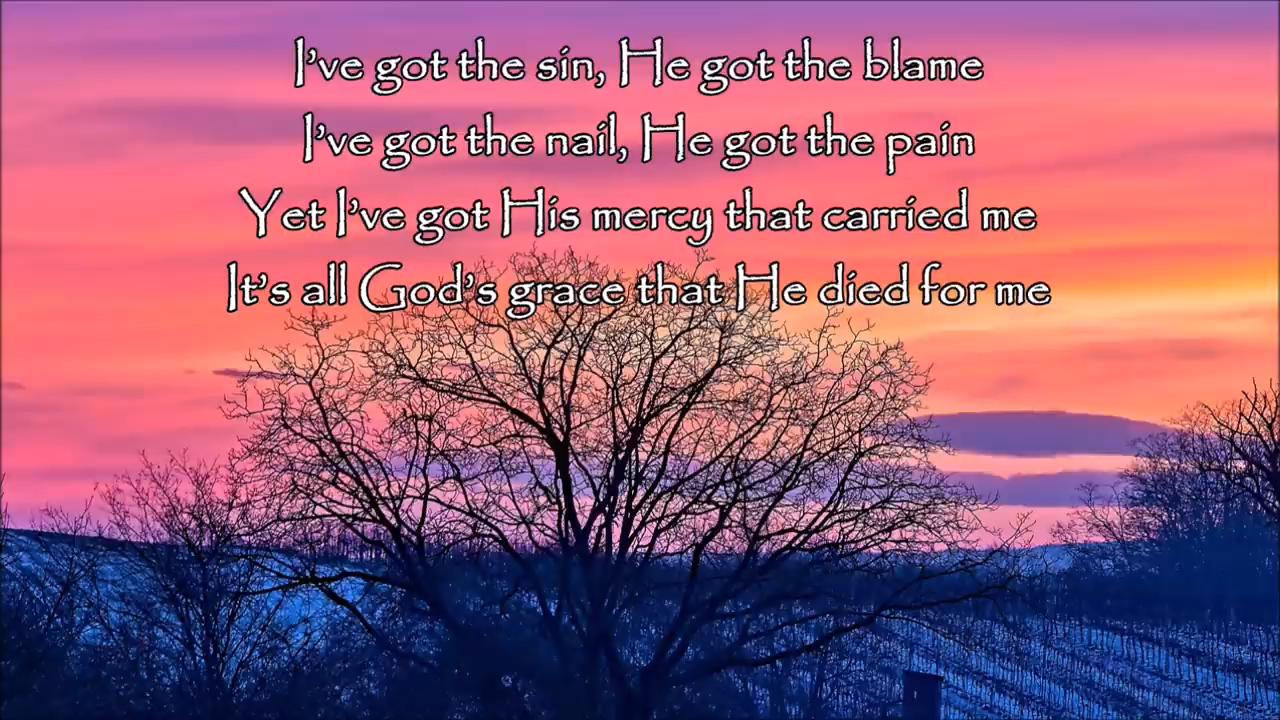 I've got the sin, He got the blame
I've got the nail, He got the pain
Yet I've got His mercy that carried me
It's all God's grace that He died for me